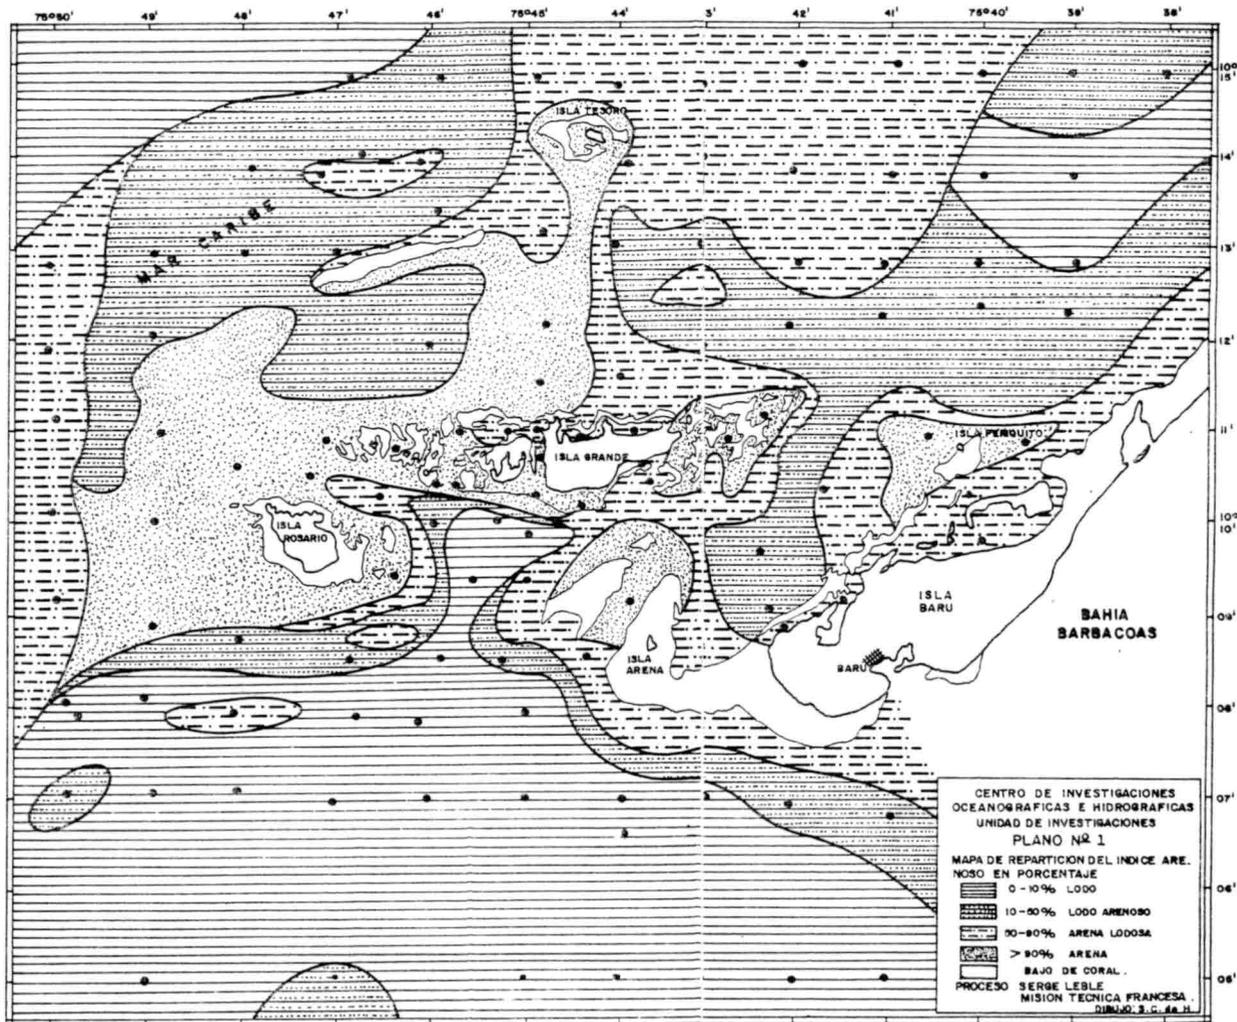 75°50' 49' 48' 47' 46' 75°45' 44' 3' 42' 41' 75°40' 39' 38'
10°
15'
ISLA TESORO
14'
MAR CARIBE
13'
12'
ISLA PERIQUITO
11'
ISLA GRANDE
ISLA
ROSARIO
10°
10'
ISLA
BARU
09'
BAHIA
BARBACOAS
ISLA
ARENA
BARU
08'
07'
06'
05'
CENTRO DE INVESTIGACIONES
OCEANOGRAFICAS E HIDROGRAFICAS
UNIDAD DE INVESTIGACIONES
PLANO Nº 1
MAPA DE REPARTICION DEL INDICE ARE.
NOSO EN PORCENTAJE
0-10% LODO
10-50% LODO ARENOSO
50-90% ARENA LODOSA
>90% ARENA
BAJO DE CORAL.
PROCESO SERGE LEBLE
MISION TECNICA FRANCESA.
DIBUJO: S.C. de H.